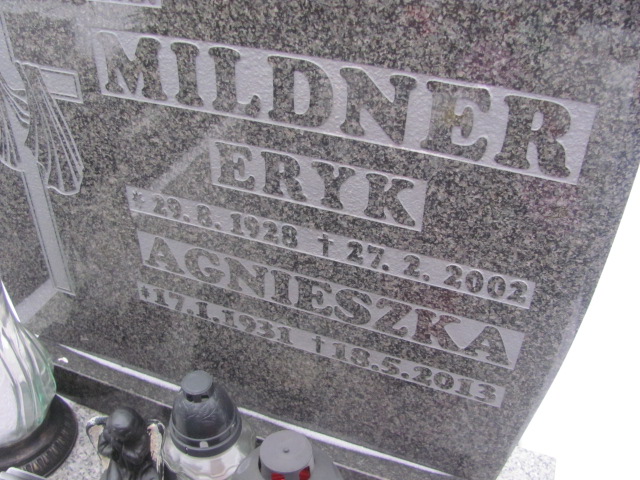 MILDNER
ERYK
* 29. 8. 1928 † 27. 2. 2002
AGNIESZKA
*17.1.1931 †18.5.2013